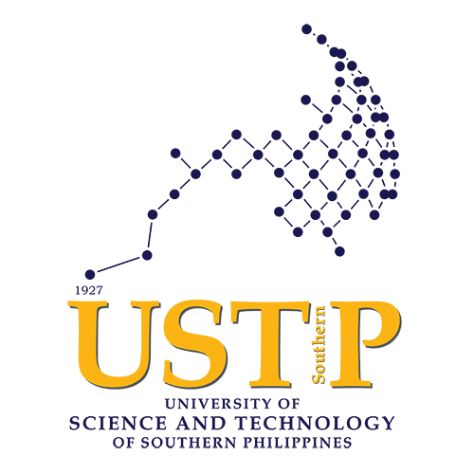 1927
USTP
Southern
UNIVERSITY OF
SCIENCE AND TECHNOLOGY
OF SOUTHERN PHILIPPINES